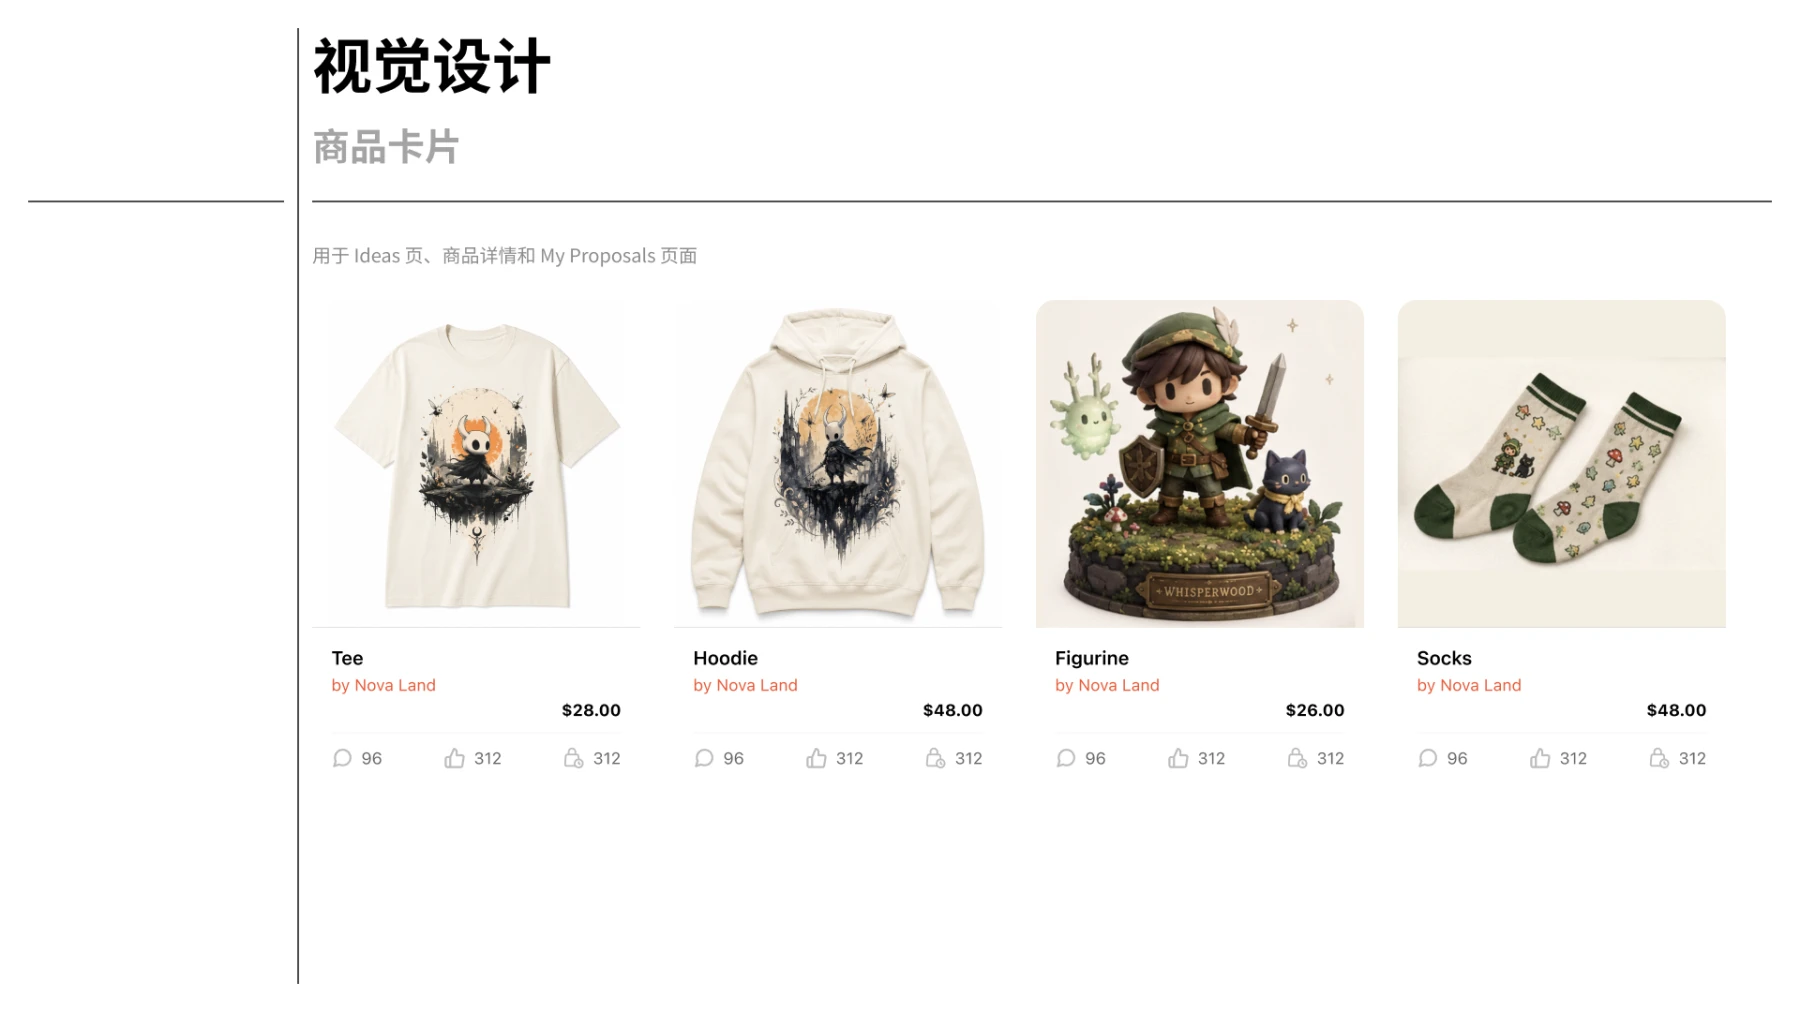 视觉设计
商品卡片
用于 Ideas 页、商品详情和 My Proposals 页面
WHISPERWOOD
Tee
by Nova Land
$28.00
96 312 312
Hoodie
by Nova Land
$48.00
96 312 312
Figurine
by Nova Land
$26.00
96 312 312
Socks
by Nova Land
$48.00
96 312 312